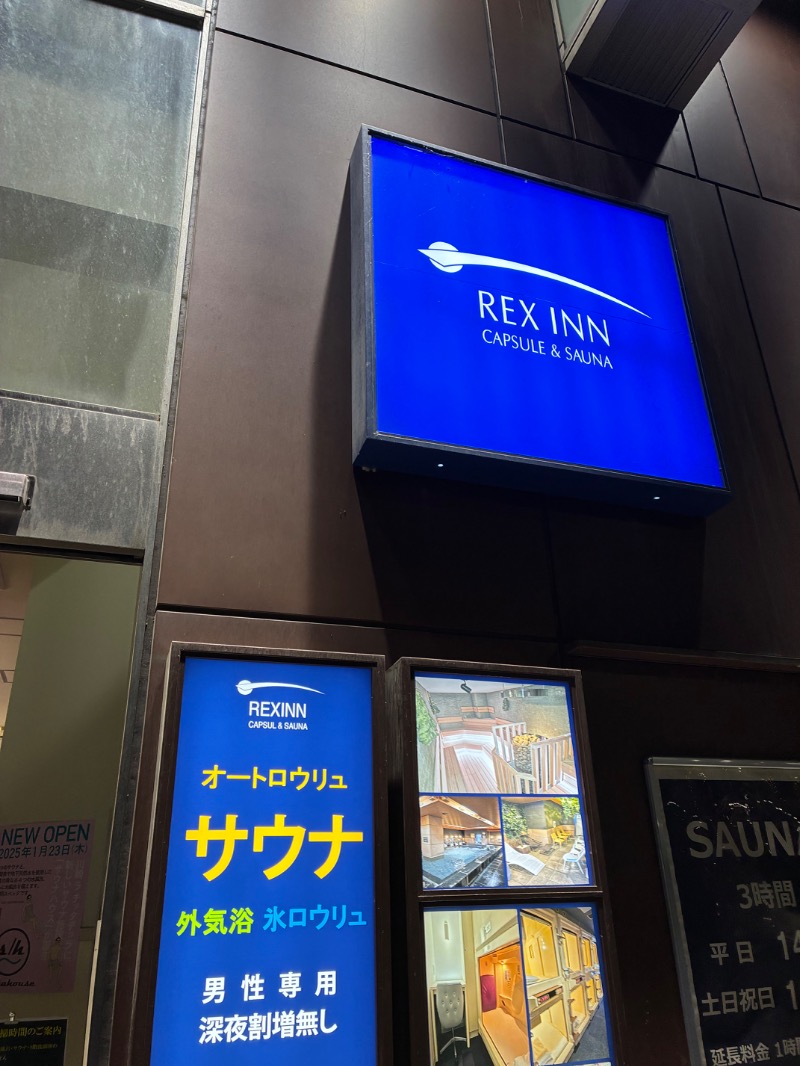 REX INN
CAPSULE & SAUNA
REXINN
CAPSUL & SAUNA
オートロウリュ
サウナ
外気浴 氷ロウリュ
男性専用
深夜割増無し
NEW OPEN
2025年1月23日(木)
SAUN
3時間
平日 14
土日祝日 1
延長料金 1時間